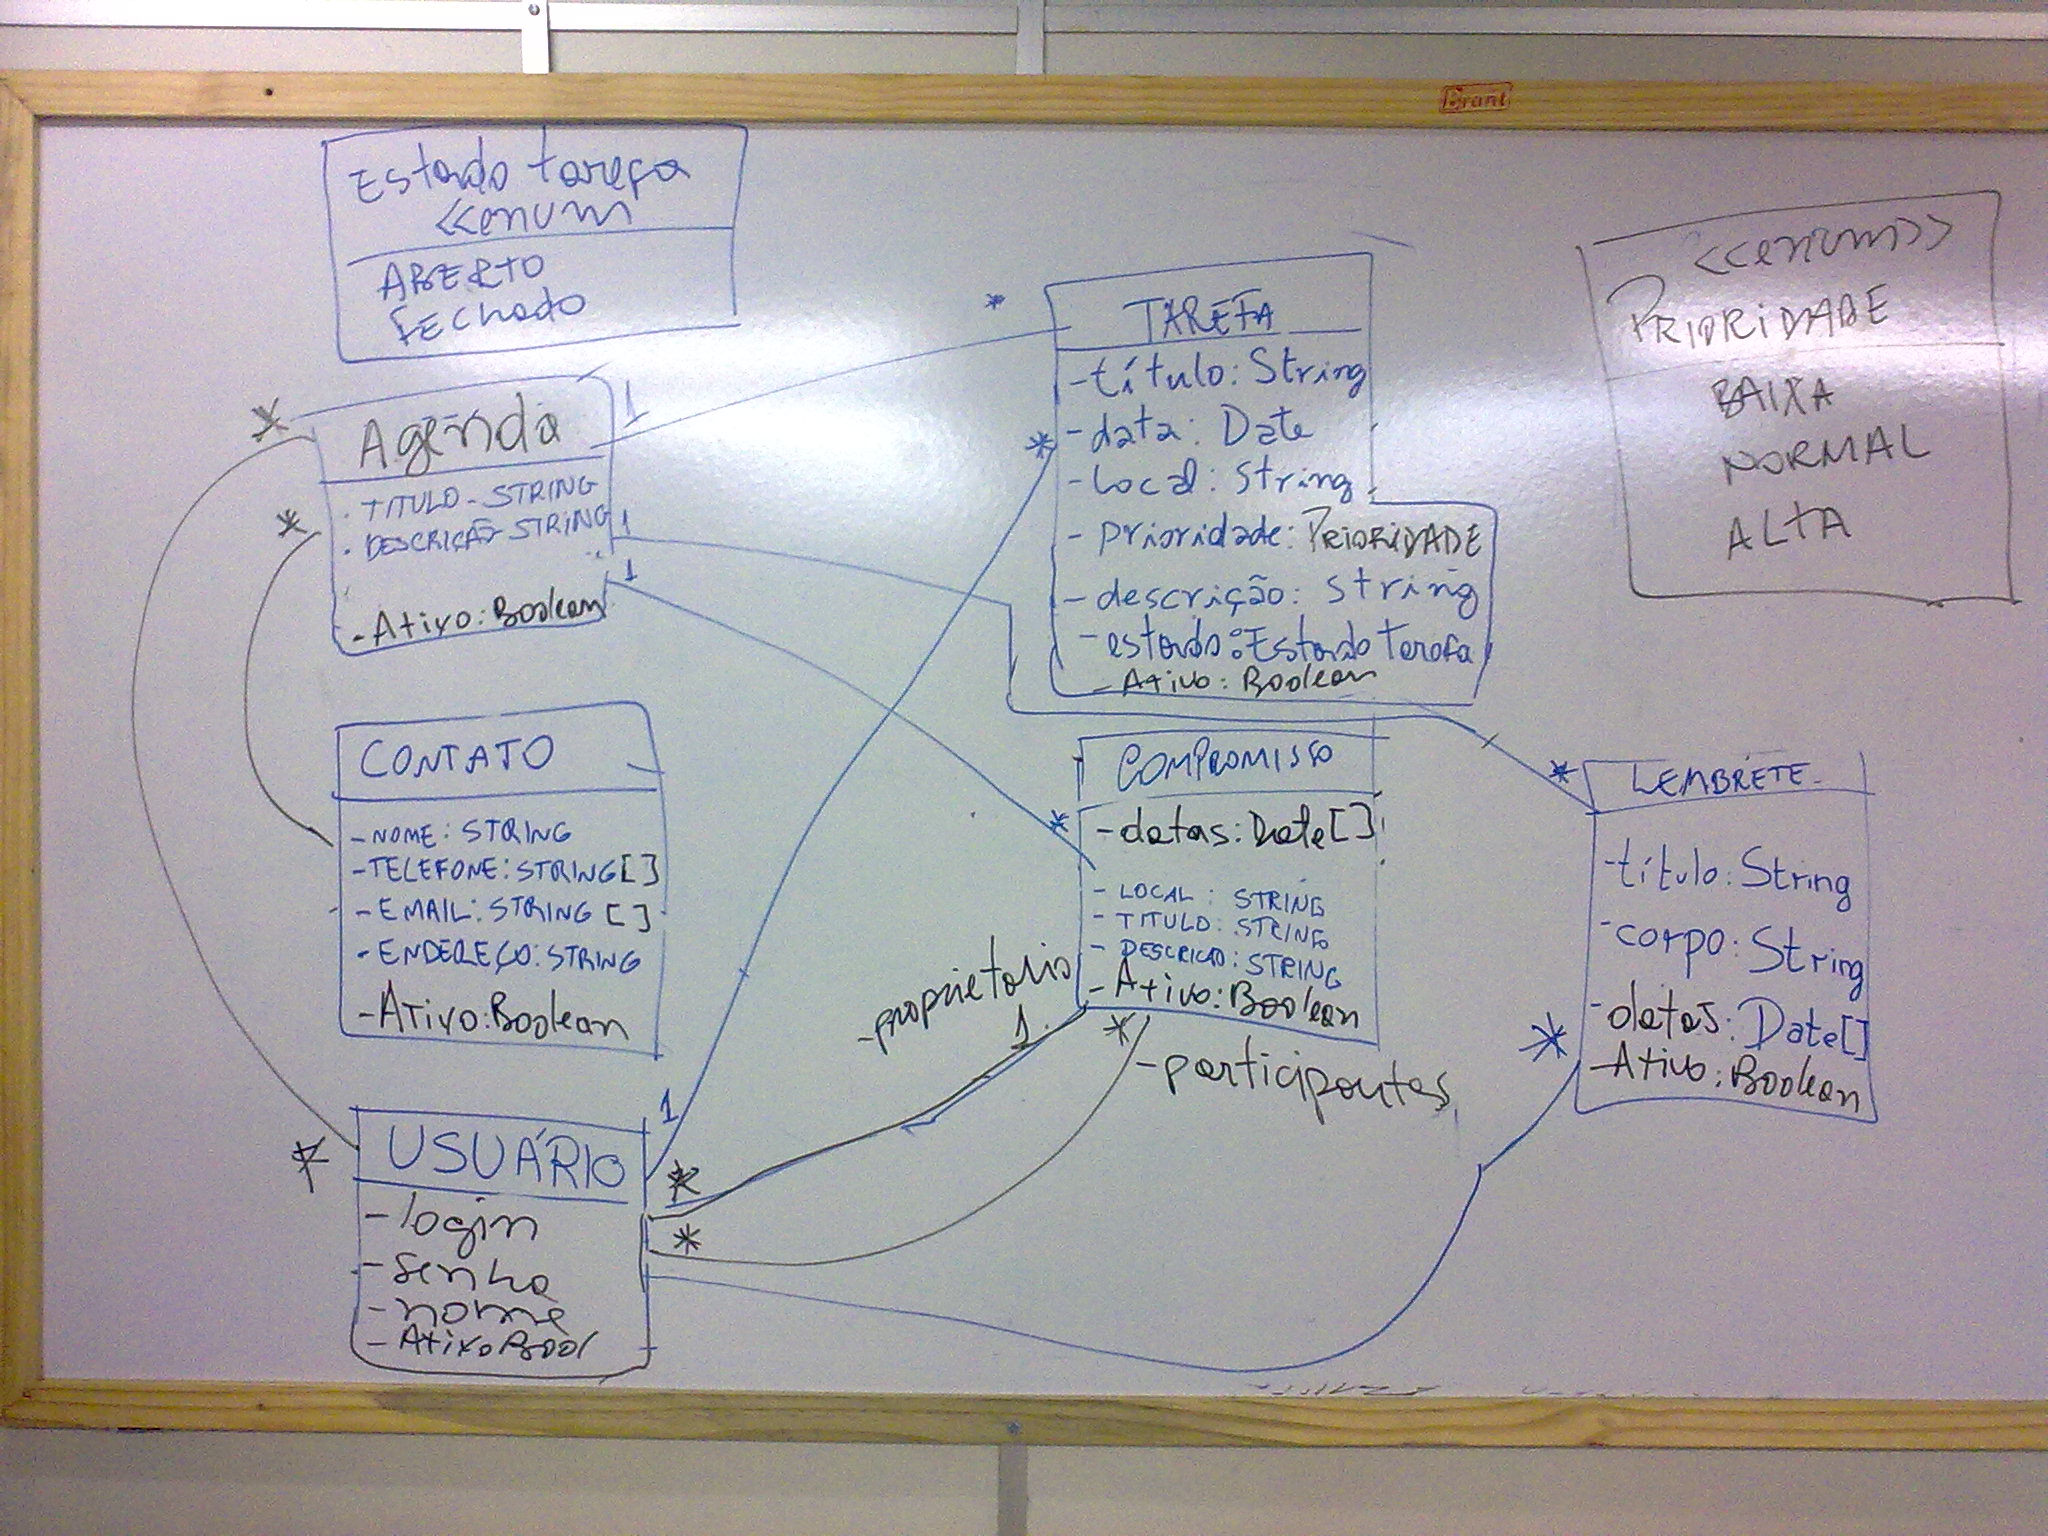 Estado tarefa
<<enum
ABERTO
FEchado
<<enum>>
PRIORIDADE
BAIXA
NORMAL
ALTA
*
TAREFA
-título: String
-data: Date
-local: String
- prioridade: PRIORIDADE
-descrição: String
-estado: Estado Tarefa
-Ativo: Boolean
*
*
1
Agenda
. TITULO - STRING
. DESCRIÇÃO - STRING
-Ativo: Boolean
*
1
1
CONTATO
-NOME: STRING
-TELEFONE: STRING[]
-EMAIL: STRING []
-ENDEREÇO: STRING
-Ativo: Boolean
*
COMPROMISSO
-datas: Date[]
- LOCAL : STRING
- TITULO: STRING
- DESCRICAO: STRING
-Ativo: Boolean
*
LEMBRETE
-título: String
-corpo: String
-datas: Date[]
-Ativo: Boolean
*
-proprietario
1
*
-participantes
1
*
USUÁRIO
-login
-senha
-nome
-Ativo Bool
*
*